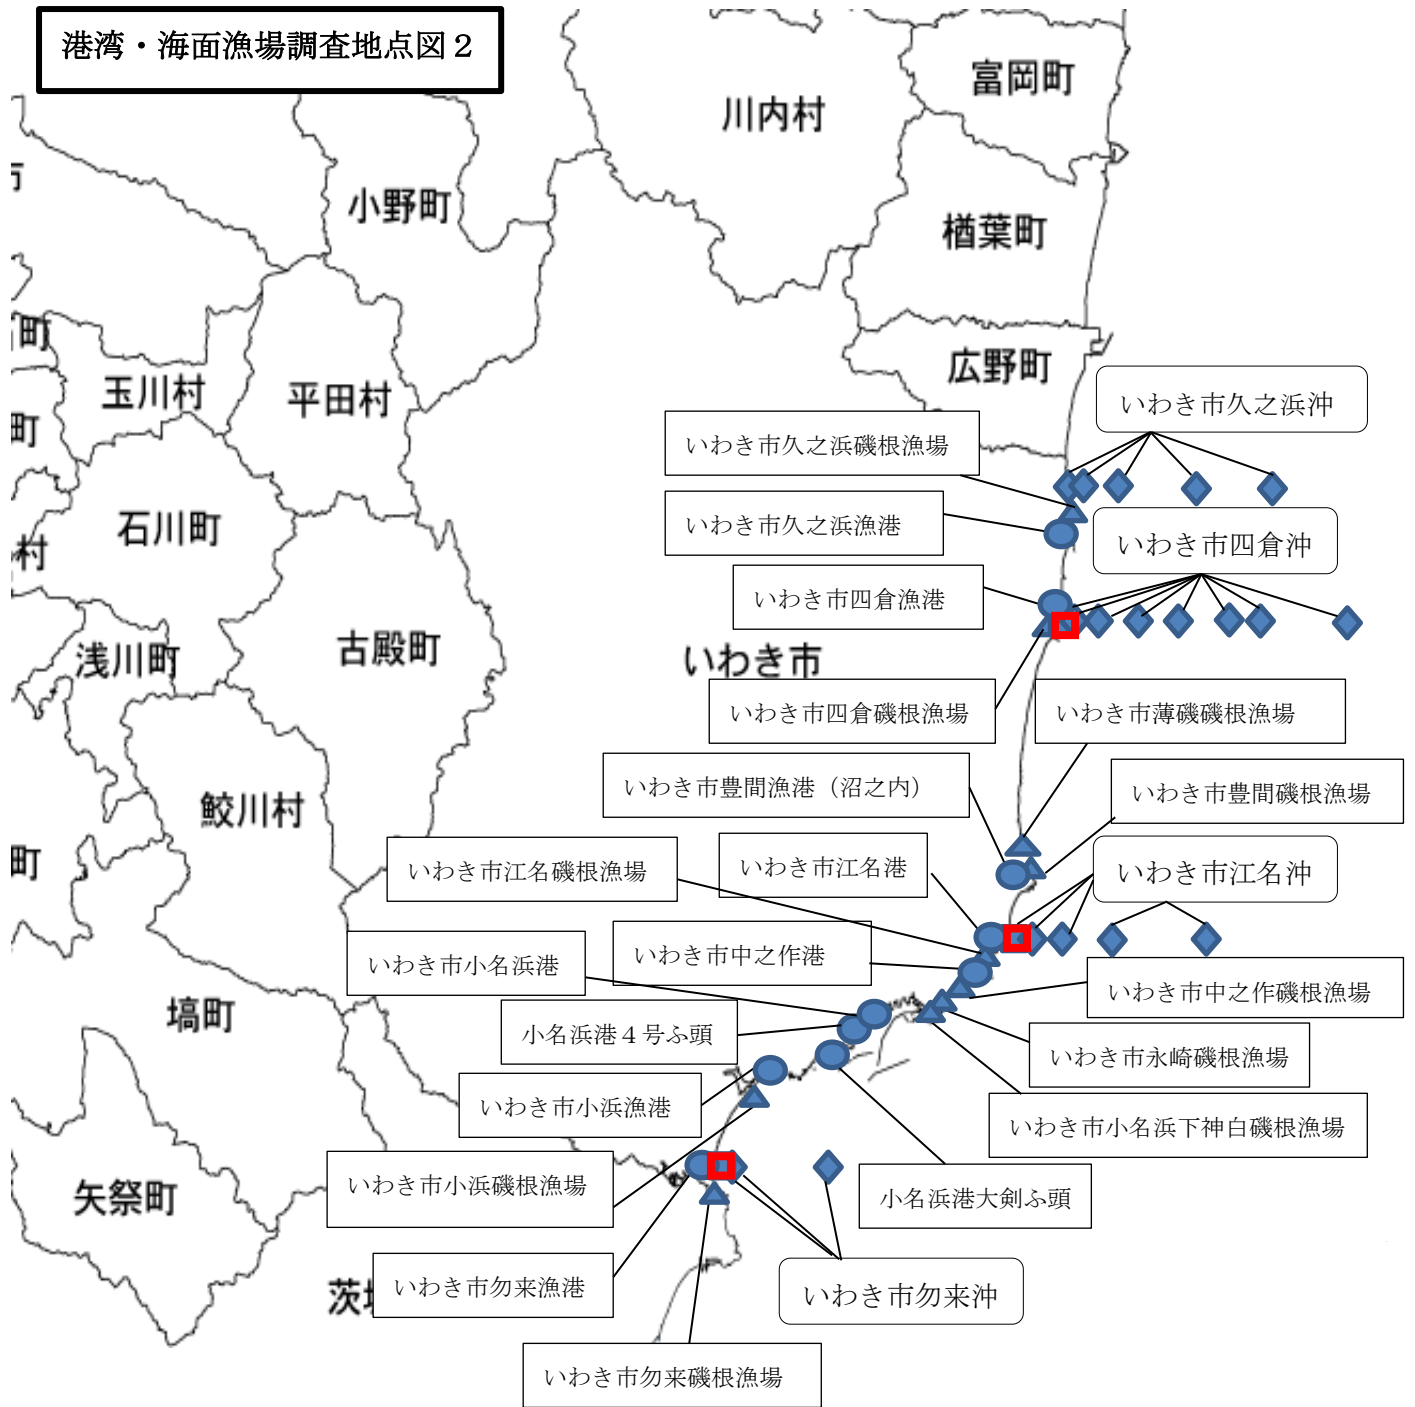 港湾・海面漁場調査地点図2
富岡町
川内村
小野町
楢葉町
町
広野町
玉川村
平田村
いわき市久之浜沖
町
いわき市久之浜磯根漁場
石川町
いわき市久之浜漁港
村
いわき市四倉沖
いわき市四倉漁港
古殿町
浅川町
いわき市
いわき市四倉磯根漁場
いわき市薄磯磯根漁場
いわき市豊間漁港(沼之内)
いわき市豊間磯根漁場
鮫川村
町
いわき市江名磯根漁場
いわき市江名港
いわき市江名沖
いわき市小名浜港
いわき市中之作港
いわき市中之作磯根漁場
塙町
小名浜港4号ふ頭
いわき市永崎磯根漁場
いわき市小浜漁港
いわき市小名浜下神白磯根漁場
矢祭町
いわき市小浜磯根漁場
小名浜港大剣ふ頭
いわき市勿来漁港
茨
いわき市勿来沖
いわき市勿来磯根漁場